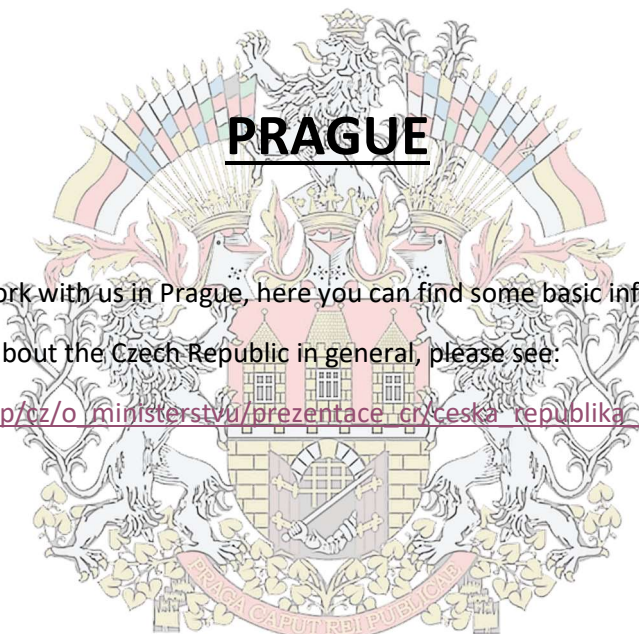 PRAGUE
ork with us in Prague, here you can find some basic inf
bout the Czech Republic in general, please see:
p/cz/o_ministerstvu/prezentace_cr/ceska_republika_
PRAGA CAPUT REI PUBLICAE